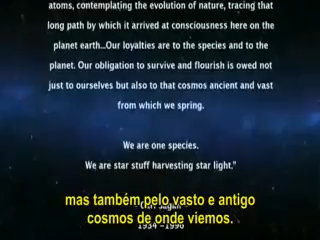 atoms, contemplating the evolution of nature, tracing that
long path by which it arrived at consciousness here on the
planet earth...Our loyalties are to the species and to the
planet. Our obligation to survive and flourish is owed not
just to ourselves but also to that cosmos ancient and vast
from which we spring.
We are one species.
We are star stuff harvesting star light."
mas também pelo vasto e antigo
cosmos de onde viemos.
1934 -1996